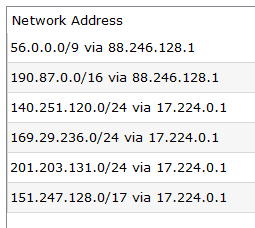 Network Address
56.0.0.0/9 via 88.246.128.1
190.87.0.0/16 via 88.246.128.1
140.251.120.0/24 via 17.224.0.1
169.29.236.0/24 via 17.224.0.1
201.203.131.0/24 via 17.224.0.1
151.247.128.0/17 via 17.224.0.1